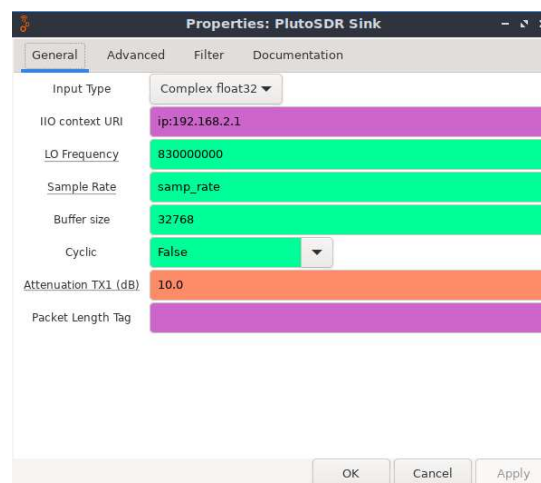 Properties: PlutoSDR Sink
General Advanced Filter Documentation
Input Type Complex float32
IIO context URI ip:192.168.2.1
LO Frequency 830000000
Sample Rate samp_rate
Buffer size 32768
Cyclic False
Attenuation TX1 (dB) 10.0
Packet Length Tag
OK Cancel Apply